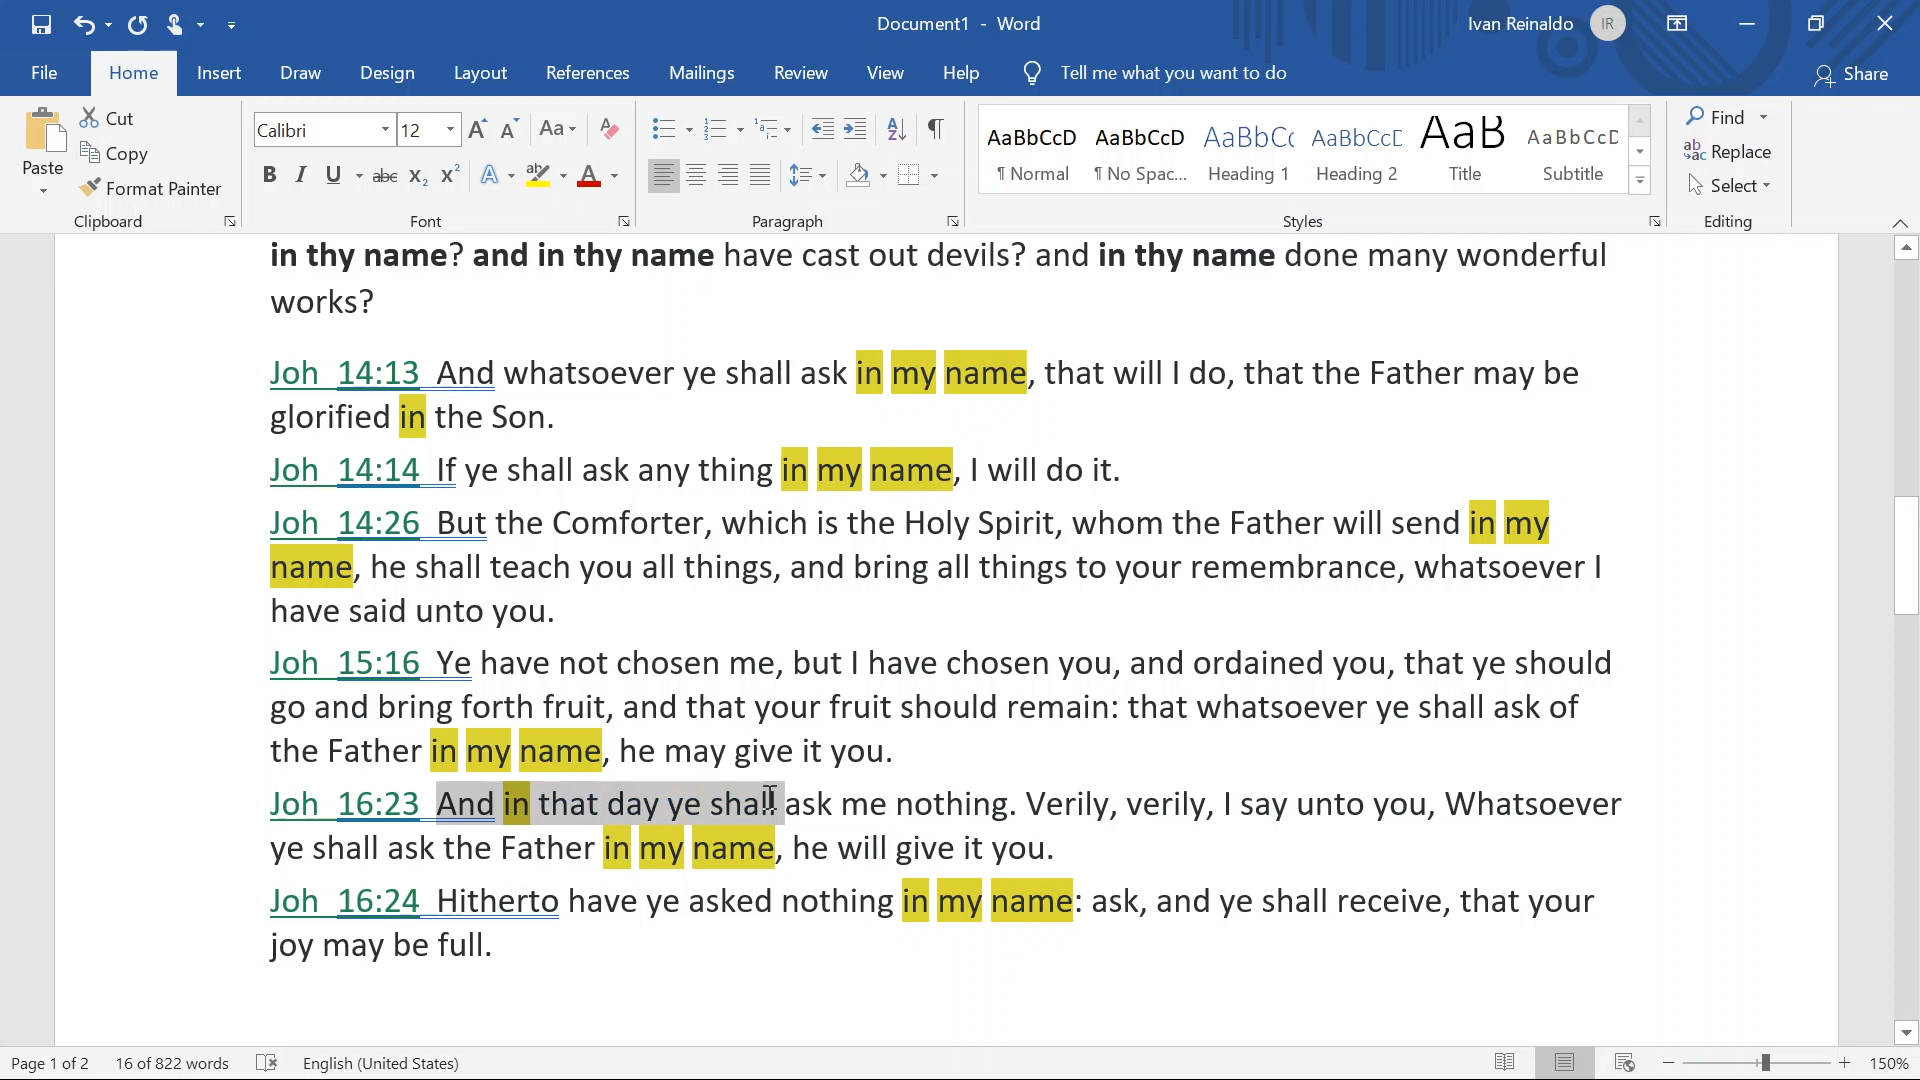 Document1 - Word
Ivan Reinaldo IR
File Home Insert Draw Design Layout References Mailings Review View Help Tell me what you want to do Share
Paste
Cut
Copy
Format Painter
Clipboard
Calibri 12
Aa
B I U abc X2 X2 A ab A
Font
Paragraph
AaBbCcD AaBbCcD AaBbCc AaBbCcD AaB AaBbCcD
¶ Normal ¶ No Spac... Heading 1 Heading 2 Title Subtitle
Styles
Find
Replace
Select
Editing
in thy name? and in thy name have cast out devils? and in thy name done many wonderful
works?
Joh 14:13 And whatsoever ye shall ask in my name, that will I do, that the Father may be
glorified in the Son.
Joh 14:14 If ye shall ask any thing in my name, I will do it.
Joh 14:26 But the Comforter, which is the Holy Spirit, whom the Father will send in my
name, he shall teach you all things, and bring all things to your remembrance, whatsoever I
have said unto you.
Joh 15:16 Ye have not chosen me, but I have chosen you, and ordained you, that ye should
go and bring forth fruit, and that your fruit should remain: that whatsoever ye shall ask of
the Father in my name, he may give it you.
Joh 16:23 And in that day ye shall ask me nothing. Verily, verily, I say unto you, Whatsoever
ye shall ask the Father in my name, he will give it you.
Joh 16:24 Hitherto have ye asked nothing in my name: ask, and ye shall receive, that your
joy may be full.
Page 1 of 2 16 of 822 words English (United States) 150%